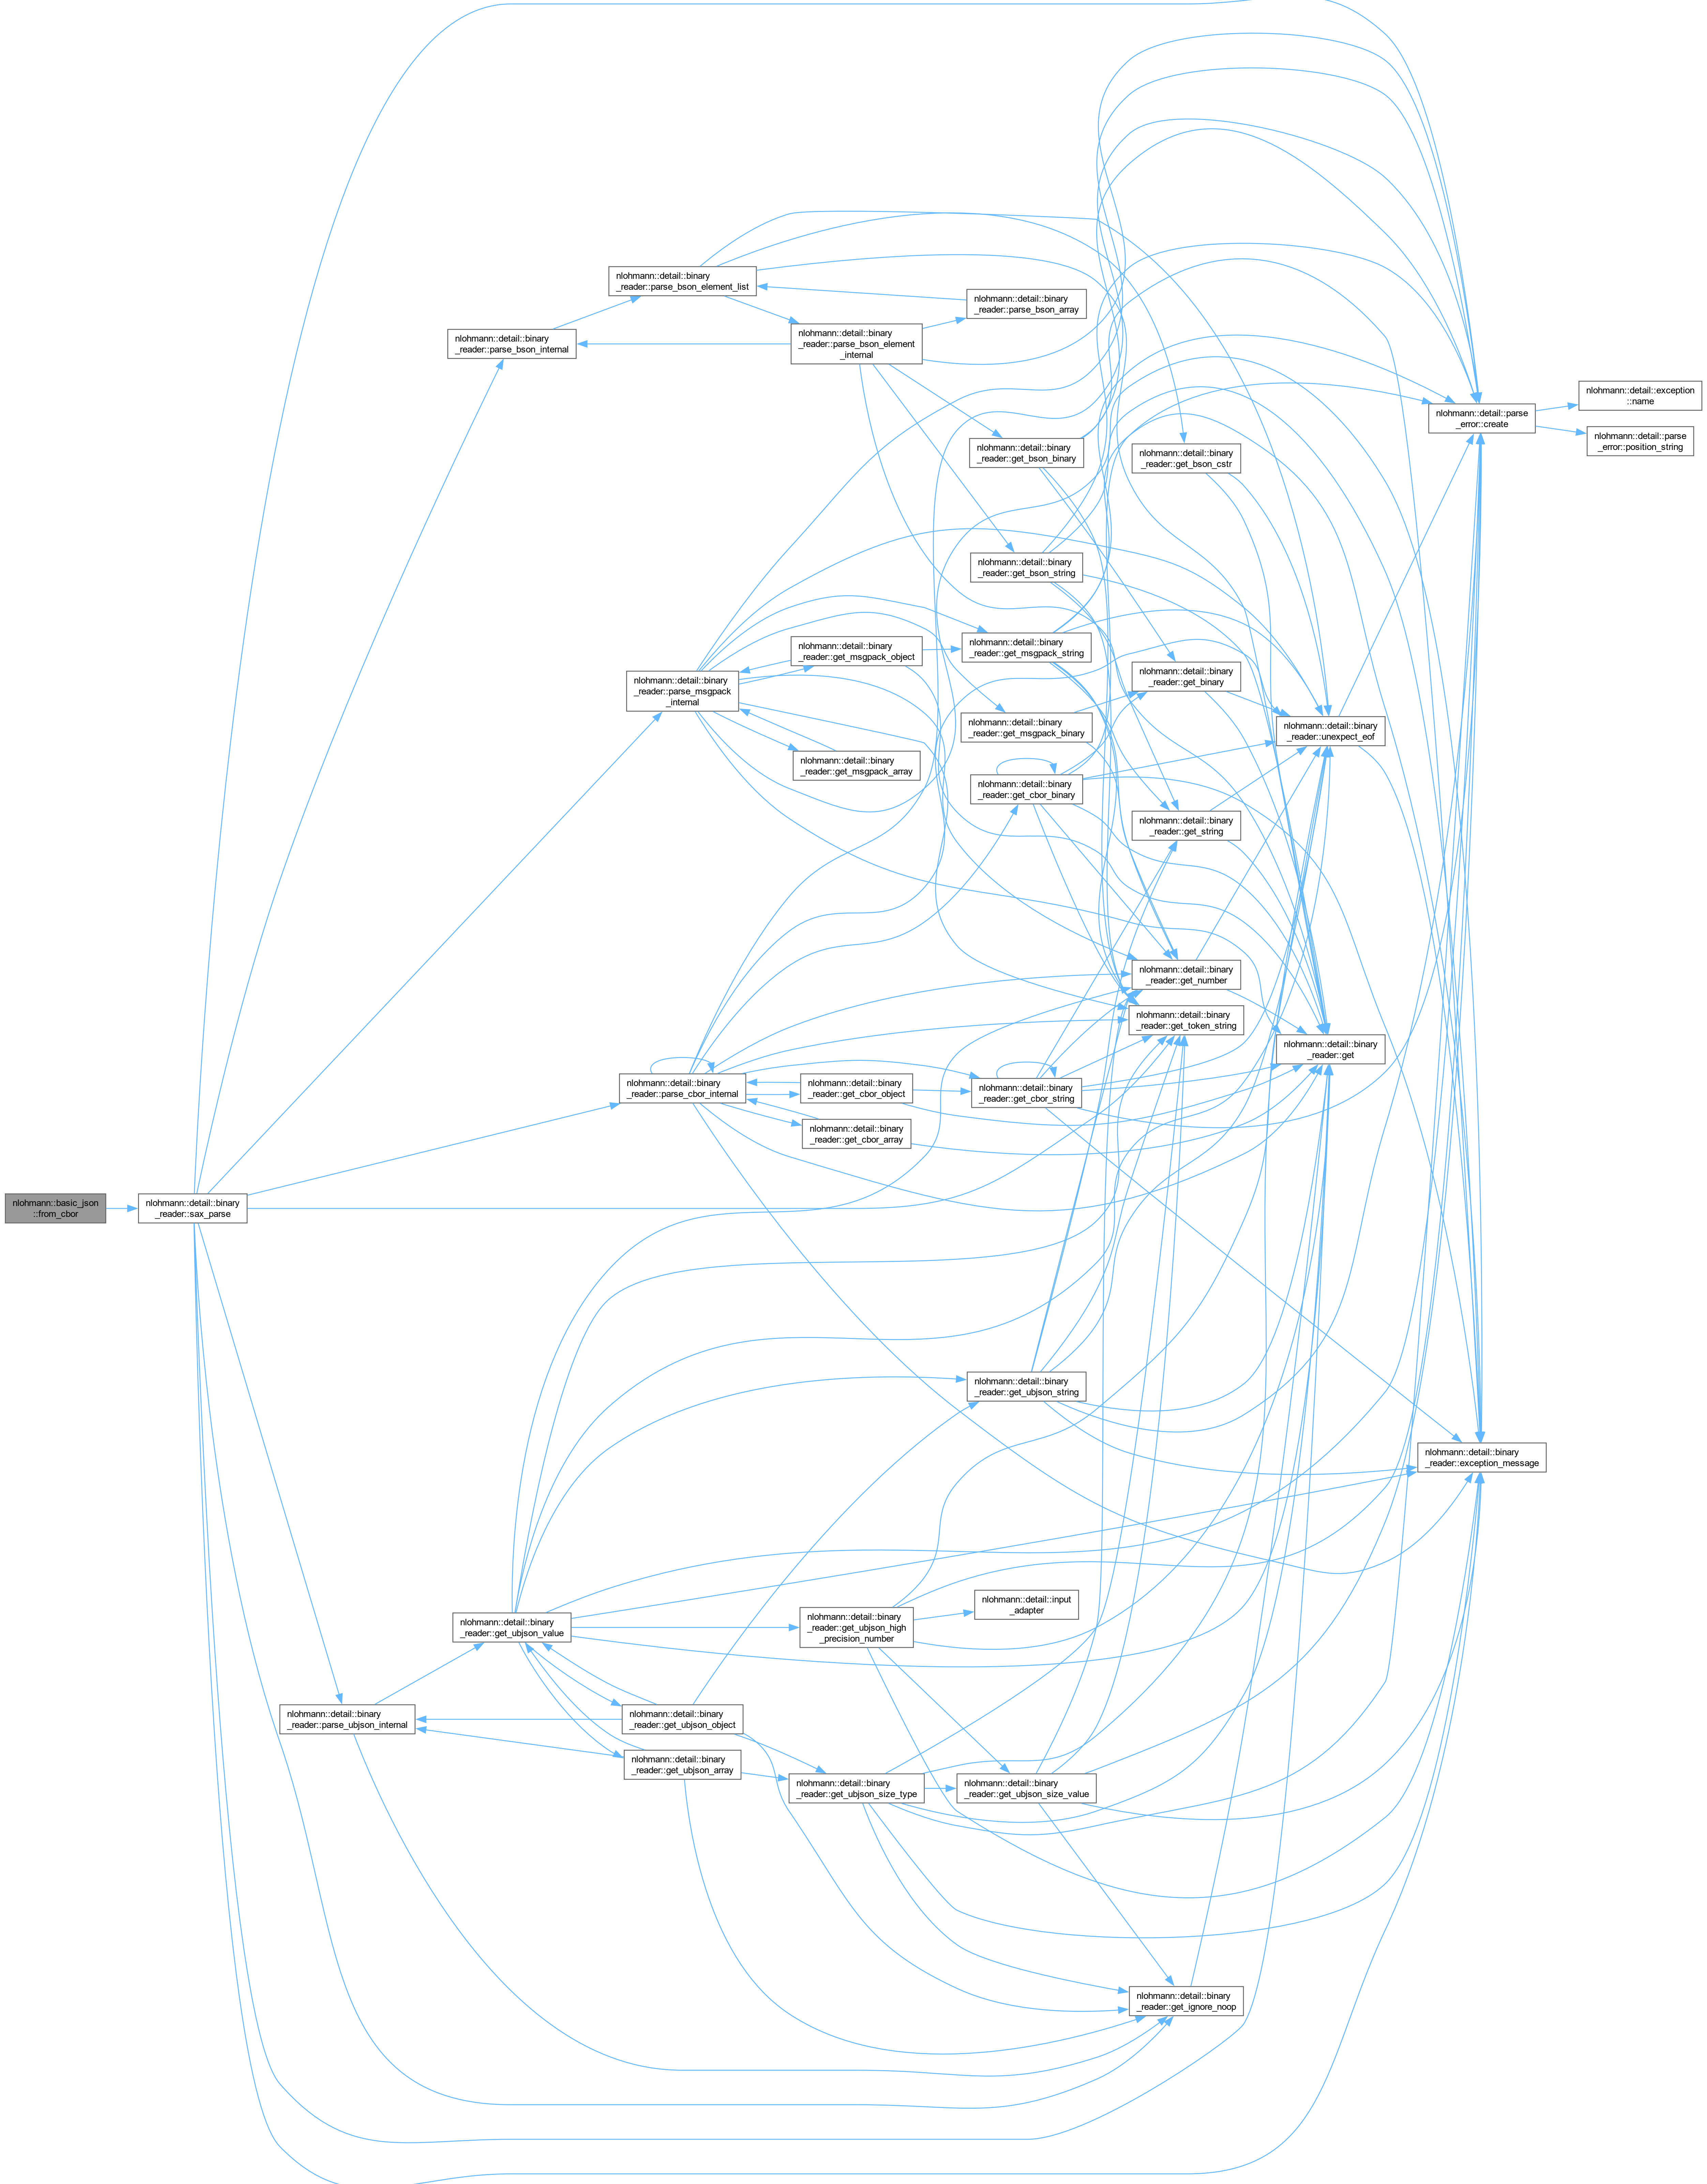 nlohmann::basic_json
::from_cbor
nlohmann::detail::binary
_reader::sax_parse
nlohmann::detail::binary
_reader::parse_bson_internal
nlohmann::detail::binary
_reader::parse_bson_element_list
nlohmann::detail::binary
_reader::parse_bson_element
_internal
nlohmann::detail::binary
_reader::parse_bson_array
nlohmann::detail::binary
_reader::get_bson_binary
nlohmann::detail::binary
_reader::get_bson_cstr
nlohmann::detail::parse
_error::create
nlohmann::detail::exception
::name
nlohmann::detail::parse
_error::position_string
nlohmann::detail::binary
_reader::get_bson_string
nlohmann::detail::binary
_reader::get_msgpack_object
nlohmann::detail::binary
_reader::get_msgpack_string
nlohmann::detail::binary
_reader::parse_msgpack
_internal
nlohmann::detail::binary
_reader::get_binary
nlohmann::detail::binary
_reader::get_msgpack_binary
nlohmann::detail::binary
_reader::unexpect_eof
nlohmann::detail::binary
_reader::get_msgpack_array
nlohmann::detail::binary
_reader::get_cbor_binary
nlohmann::detail::binary
_reader::get_string
nlohmann::detail::binary
_reader::get_number
nlohmann::detail::binary
_reader::get_token_string
nlohmann::detail::binary
_reader::get
nlohmann::detail::binary
_reader::parse_cbor_internal
nlohmann::detail::binary
_reader::get_cbor_object
nlohmann::detail::binary
_reader::get_cbor_string
nlohmann::detail::binary
_reader::get_cbor_array
nlohmann::detail::binary
_reader::get_ubjson_string
nlohmann::detail::binary
_reader::exception_message
nlohmann::detail::binary
_reader::get_ubjson_value
nlohmann::detail::binary
_reader::get_ubjson_high
_precision_number
nlohmann::detail::input
_adapter
nlohmann::detail::binary
_reader::parse_ubjson_internal
nlohmann::detail::binary
_reader::get_ubjson_object
nlohmann::detail::binary
_reader::get_ubjson_array
nlohmann::detail::binary
_reader::get_ubjson_size_type
nlohmann::detail::binary
_reader::get_ubjson_size_value
nlohmann::detail::binary
_reader::get_ignore_noop